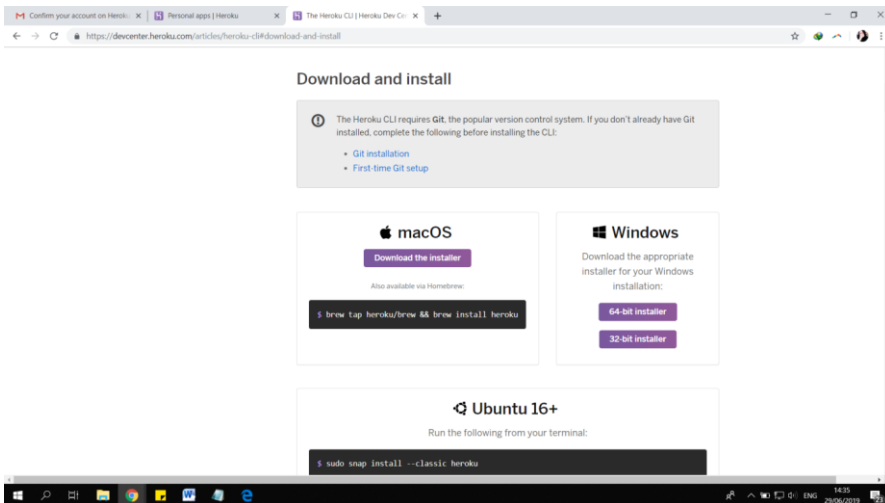 Confirm your account on Heroku
Personal apps | Heroku
The Heroku CLI | Heroku Dev Cen
https://devcenter.heroku.com/articles/heroku-cli#download-and-install
Download and install
The Heroku CLI requires Git, the popular version control system. If you don't already have Git
installed, complete the following before installing the CLI:
Git installation
First-time Git setup
macOS
Download the installer
Also available via Homebrew:
$ brew tap heroku/brew && brew install heroku
Windows
Download the appropriate
installer for your Windows
installation:
64-bit installer
32-bit installer
Ubuntu 16+
Run the following from your terminal:
$ sudo snap install --classic heroku
ENG
14:35
29/06/2019